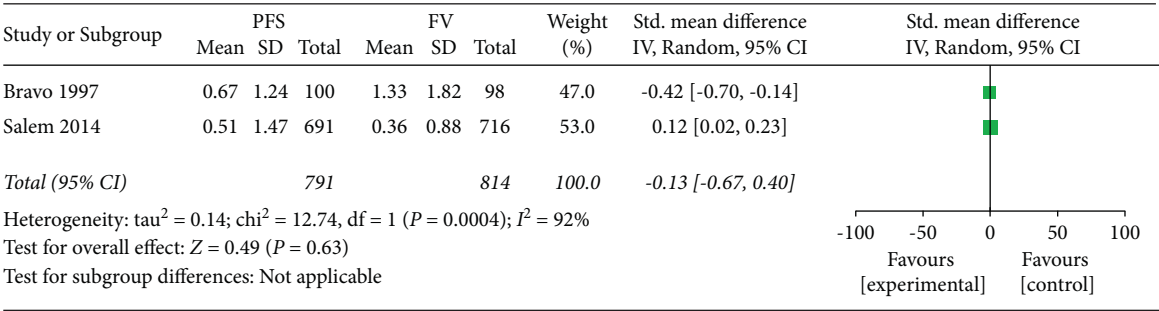 PFS FV Weight Std. mean difference Std. mean difference
Study or Subgroup
Mean SD Total Mean SD Total (%) IV, Random, 95% CI IV, Random, 95% CI
Bravo 1997 0.67 1.24 100 1.33 1.82 98 47.0 -0.42 [-0.70, -0.14]
Salem 2014 0.51 1.47 691 0.36 0.88 716 53.0 0.12 [0.02, 0.23]
Total (95% CI) 791 814 100.0 -0.13 [-0.67, 0.40]
Heterogeneity: tau² = 0.14; chi² = 12.74, df = 1 (P = 0.0004); I² = 92%
Test for overall effect: Z = 0.49 (P = 0.63)
Test for subgroup differences: Not applicable
-100 -50 0 50 100
Favours Favours
[experimental] [control]